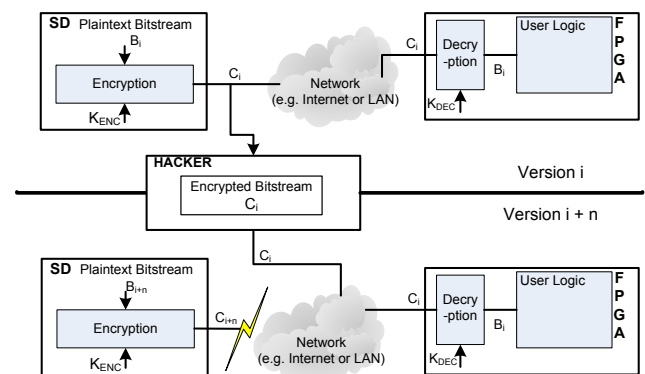 SD Plaintext Bitstream
Bi
Encryption
KENC
Ci
Network
(e.g. Internet or LAN)
Ci
Decry
-ption
KDEC
Bi
User Logic
F
P
G
A
HACKER
Encrypted Bitstream
Ci
Version i
Version i + n
Ci
SD Plaintext Bitstream
Bi+n
Encryption
KENC
Ci+n
Network
(e.g. Internet or LAN)
Ci
Decry
-ption
KDEC
Bi
User Logic
F
P
G
A